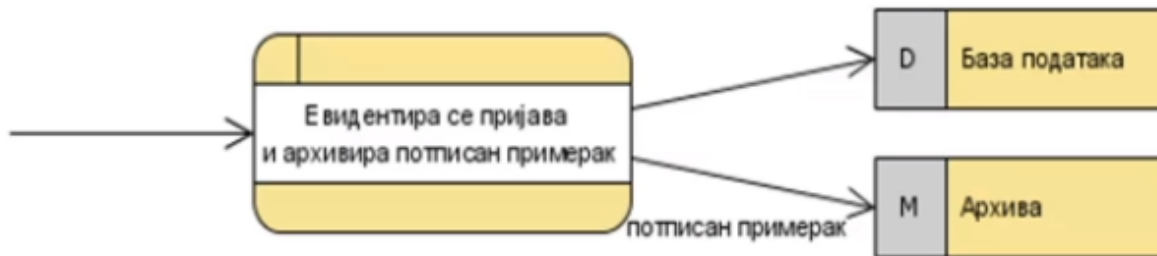 Евидентира се пријава
и архивира потписан примерак
D
База података
потписан примерак
M
Архива